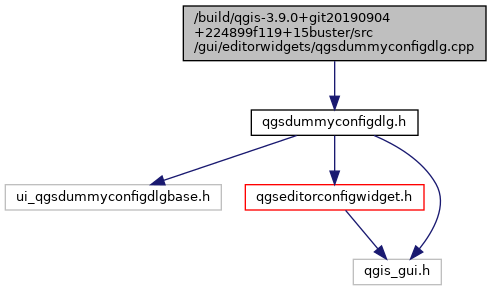 /build/qgis-3.9.0+git20190904
+224899f119+15buster/src
/gui/editorwidgets/qgsdummyconfigdlg.cpp
qgsdummyconfigdlg.h
ui_qgsdummyconfigdlgbase.h
qgseditorconfigwidget.h
qgis_gui.h